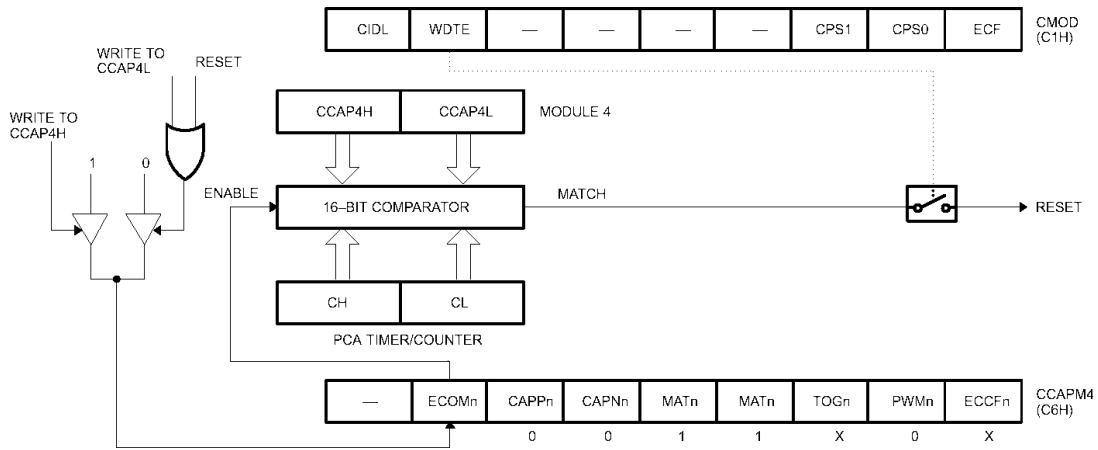 CIDL WDTE — — — — CPS1 CPS0 ECF
CMOD
(C1H)
WRITE TO
CCAP4L
RESET
WRITE TO
CCAP4H
CCAP4H CCAP4L
MODULE 4
1 0
ENABLE
16–BIT COMPARATOR
MATCH
RESET
CH CL
PCA TIMER/COUNTER
— ECOMn CAPPn CAPNn MATn MATn TOGn PWMn ECCFn
CCAPM4
(C6H)
0 0 1 1 X 0 X